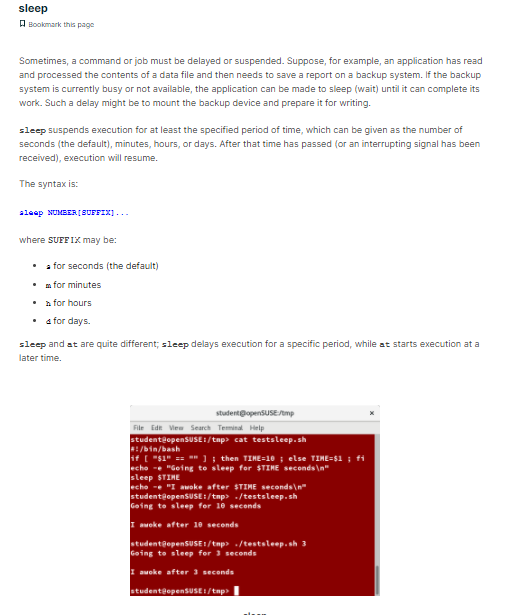 sleep
Bookmark this page
Sometimes, a command or job must be delayed or suspended. Suppose, for example, an application has read
and processed the contents of a data file and then needs to save a report on a backup system. If the backup
system is currently busy or not available, the application can be made to sleep (wait) until it can complete its
work. Such a delay might be to mount the backup device and prepare it for writing.
sleep suspends execution for at least the specified period of time, which can be given as the number of
seconds (the default), minutes, hours, or days. After that time has passed (or an interrupting signal has been
received), execution will resume.
The syntax is:
sleep NUMBER[SUFFIX]...
where SUFFIX may be:
• s for seconds (the default)
• m for minutes
• h for hours
• d for days.
sleep and at are quite different; sleep delays execution for a specific period, while at starts execution at a
later time.
student@openSUSE:/tmp ×
File Edit View Search Terminal Help
student@openSUSE:/tmp> cat testsleep.sh
#!/bin/bash
if [ "$1" == "" ] ; then TIME=10 ; else TIME=$1 ; fi
echo -e "Going to sleep for $TIME seconds\n"
sleep $TIME
echo -e "I awoke after $TIME seconds\n"
student@openSUSE:/tmp> ./testsleep.sh
Going to sleep for 10 seconds
I awoke after 10 seconds
student@openSUSE:/tmp> ./testsleep.sh 3
Going to sleep for 3 seconds
I awoke after 3 seconds
student@openSUSE:/tmp>